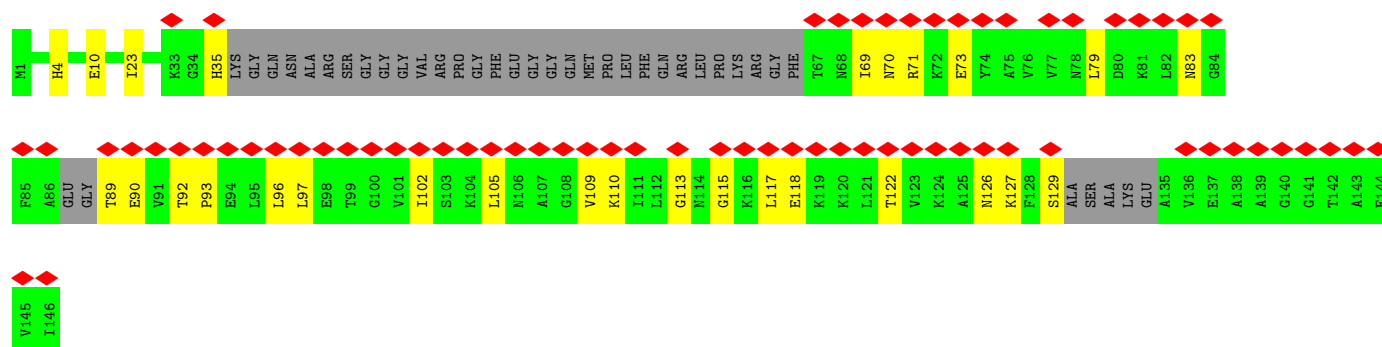 M1 H4 E10 I23 K33 G34 H35 LYS GLY GLN ASN ALA ARG SER GLY GLY GLY VAL ARG PRO GLY PHE GLU GLY GLY GLN MET PRO LEU PHE GLN ARG LEU PRO LYS ARG GLY PHE T67 N68 I69 N70 R71 K72 E73 Y74 A75 V76 V77 N78 L79 D80 K81 L82 N83 G84
F85 A86 GLU GLY T89 E90 V91 T92 P93 E94 L95 L96 L97 E98 T99 G100 V101 I102 S103 K104 L105 N106 A107 G108 V109 K110 I111 L112 G113 N114 G115 K116 L117 E118 K119 K120 L121 T122 V123 K124 A125 N126 K127 F128 S129 ALA SER ALA LYS GLU A135 V136 E137 A138 A139 G140 G141 T142 A143 E144
V145 I146